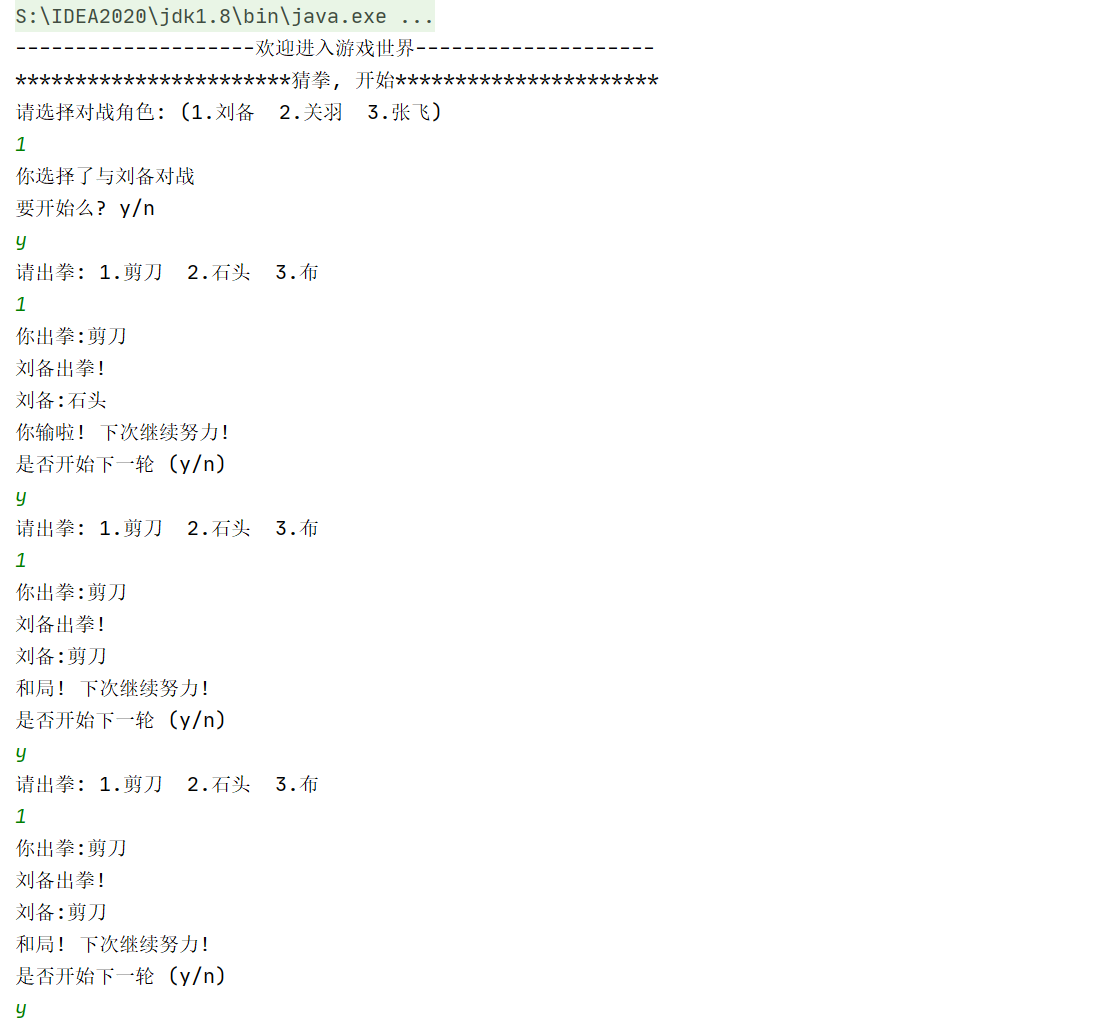 S:\IDEA2020\jdk1.8\bin\java.exe ...
--------------------欢迎进入游戏世界--------------------
***********************猜拳, 开始**********************
请选择对战角色: (1.刘备  2.关羽  3.张飞)
1
你选择了与刘备对战
要开始么? y/n
y
请出拳: 1.剪刀  2.石头  3.布
1
你出拳:剪刀
刘备出拳!
刘备:石头
你输啦! 下次继续努力!
是否开始下一轮 (y/n)
y
请出拳: 1.剪刀  2.石头  3.布
1
你出拳:剪刀
刘备出拳!
刘备:剪刀
和局! 下次继续努力!
是否开始下一轮 (y/n)
y
请出拳: 1.剪刀  2.石头  3.布
1
你出拳:剪刀
刘备出拳!
刘备:剪刀
和局! 下次继续努力!
是否开始下一轮 (y/n)
y